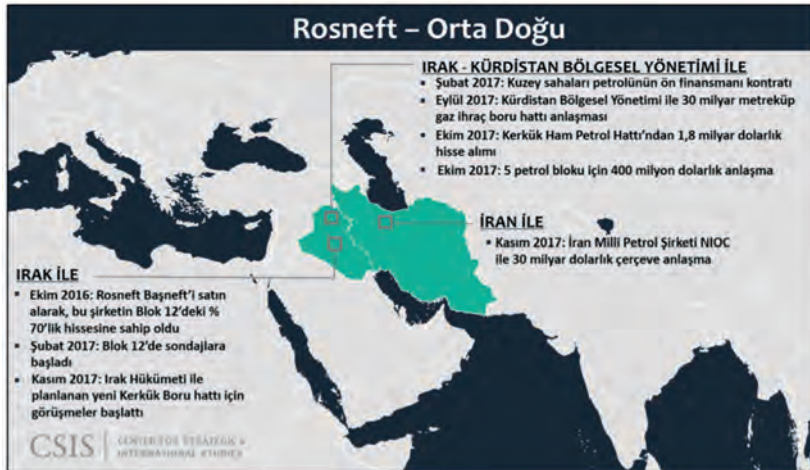 Rosneft – Orta Doğu
IRAK - KÜRDİSTAN BÖLGESEL YÖNETİMİ İLE
▪ Şubat 2017: Kuzey sahaları petrolünün ön finansmanı kontratı
▪ Eylül 2017: Kürdistan Bölgesel Yönetimi ile 30 milyar metreküp
gaz ihraç boru hattı anlaşması
▪ Ekim 2017: Kerkük Ham Petrol Hattı'ndan 1,8 milyar dolarlık
hisse alımı
▪ Ekim 2017: 5 petrol bloku için 400 milyon dolarlık anlaşma
İRAN İLE
▪ Kasım 2017: İran Milli Petrol Şirketi NIOC
ile 30 milyar dolarlık çerçeve anlaşma
IRAK İLE
▪ Ekim 2016: Rosneft Başneft'i satın
alarak, bu şirketin Blok 12'deki %
70'lik hissesine sahip oldu
▪ Şubat 2017: Blok 12'de sondajlara
başladı
▪ Kasım 2017: Irak Hükümeti ile
planlanan yeni Kerkük Boru hattı için
görüşmeler başlattı
CSIS | CENTER FOR STRATEGIC &
INTERNATIONAL STUDIES